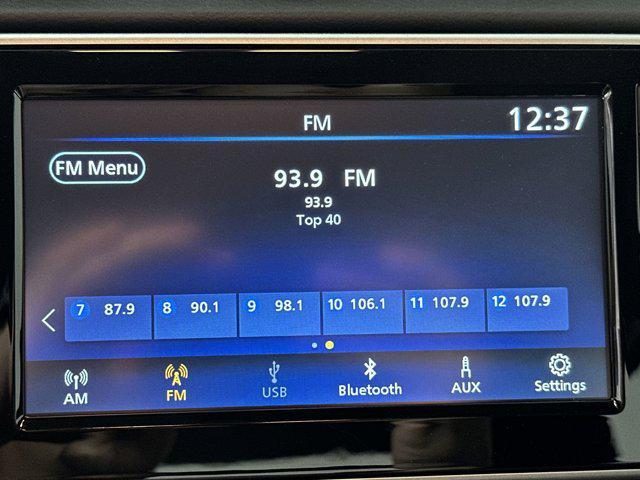 FM 12:37
FM Menu
93.9 FM
93.9
Top 40
7 87.9 8 90.1 9 98.1 10 106.1 11 107.9 12 107.9
AM FM USB Bluetooth AUX Settings